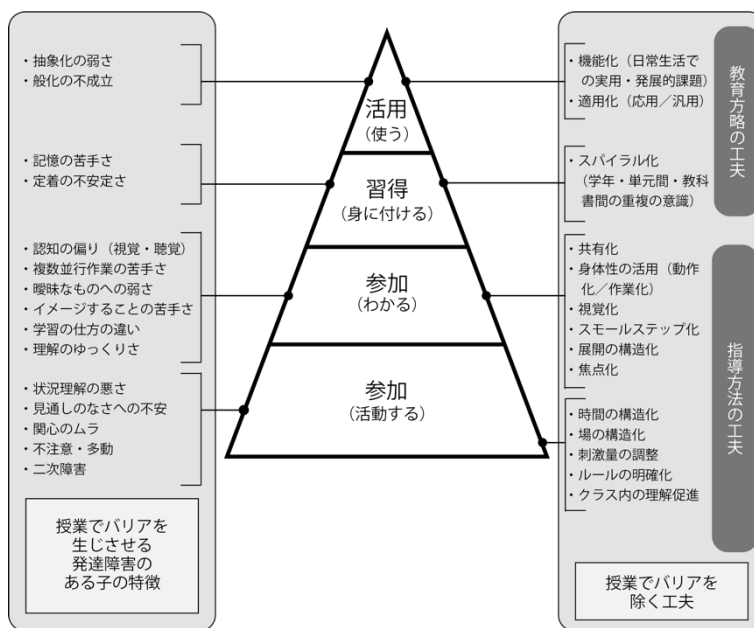 ・抽象化の弱さ
・般化の不成立
・記憶の苦手さ
・定着の不安定さ
・認知の偏り（視覚・聴覚）
・複数並行作業の苦手さ
・曖昧なものへの弱さ
・イメージすることの苦手さ
・学習の仕方の違い
・理解のゆっくりさ
・状況理解の悪さ
・見通しのなさへの不安
・関心のムラ
・不注意・多動
・二次障害
授業でバリアを
生じさせる
発達障害の
ある子の特徴
活用
（使う）
習得
（身に付ける）
参加
（わかる）
参加
（活動する）
・機能化（日常生活で
の実用・発展的課題）
・適用化（応用／汎用）
・スパイラル化
（学年・単元間・教科
書間の重複の意識）
・共有化
・身体性の活用（動作
化／作業化）
・視覚化
・スモールステップ化
・展開の構造化
・焦点化
・時間の構造化
・場の構造化
・刺激量の調整
・ルールの明確化
・クラス内の理解促進
授業でバリアを
除く工夫
教育方略の工夫
指導方法の工夫